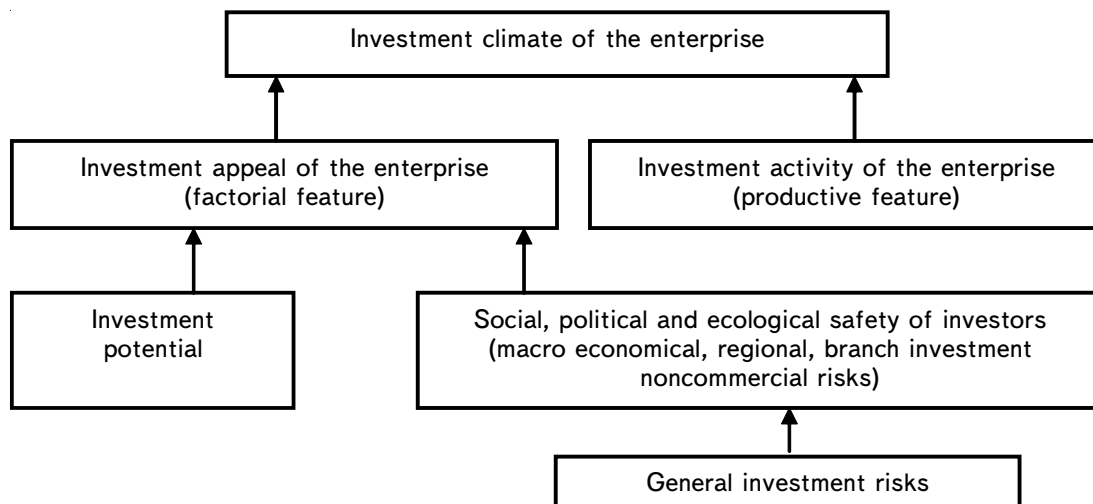 Investment climate of the enterprise
Investment appeal of the enterprise
(factorial feature)
Investment activity of the enterprise
(productive feature)
Investment
potential
Social, political and ecological safety of investors
(macro economical, regional, branch investment
noncommercial risks)
General investment risks